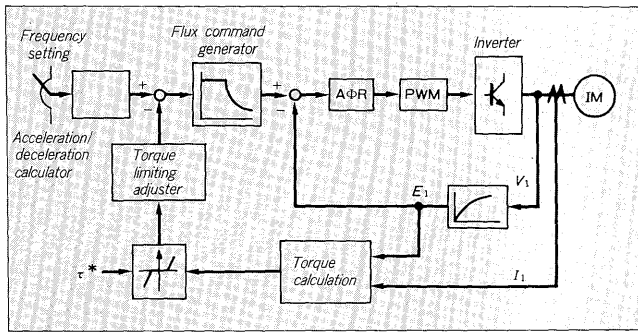 Frequency
setting
Flux command
generator
Inverter
+
−
+
−
AΦR
PWM
IM
Acceleration/
deceleration
calculator
Torque
limiting
adjuster
E1
V1
τ*
Torque
calculation
I1